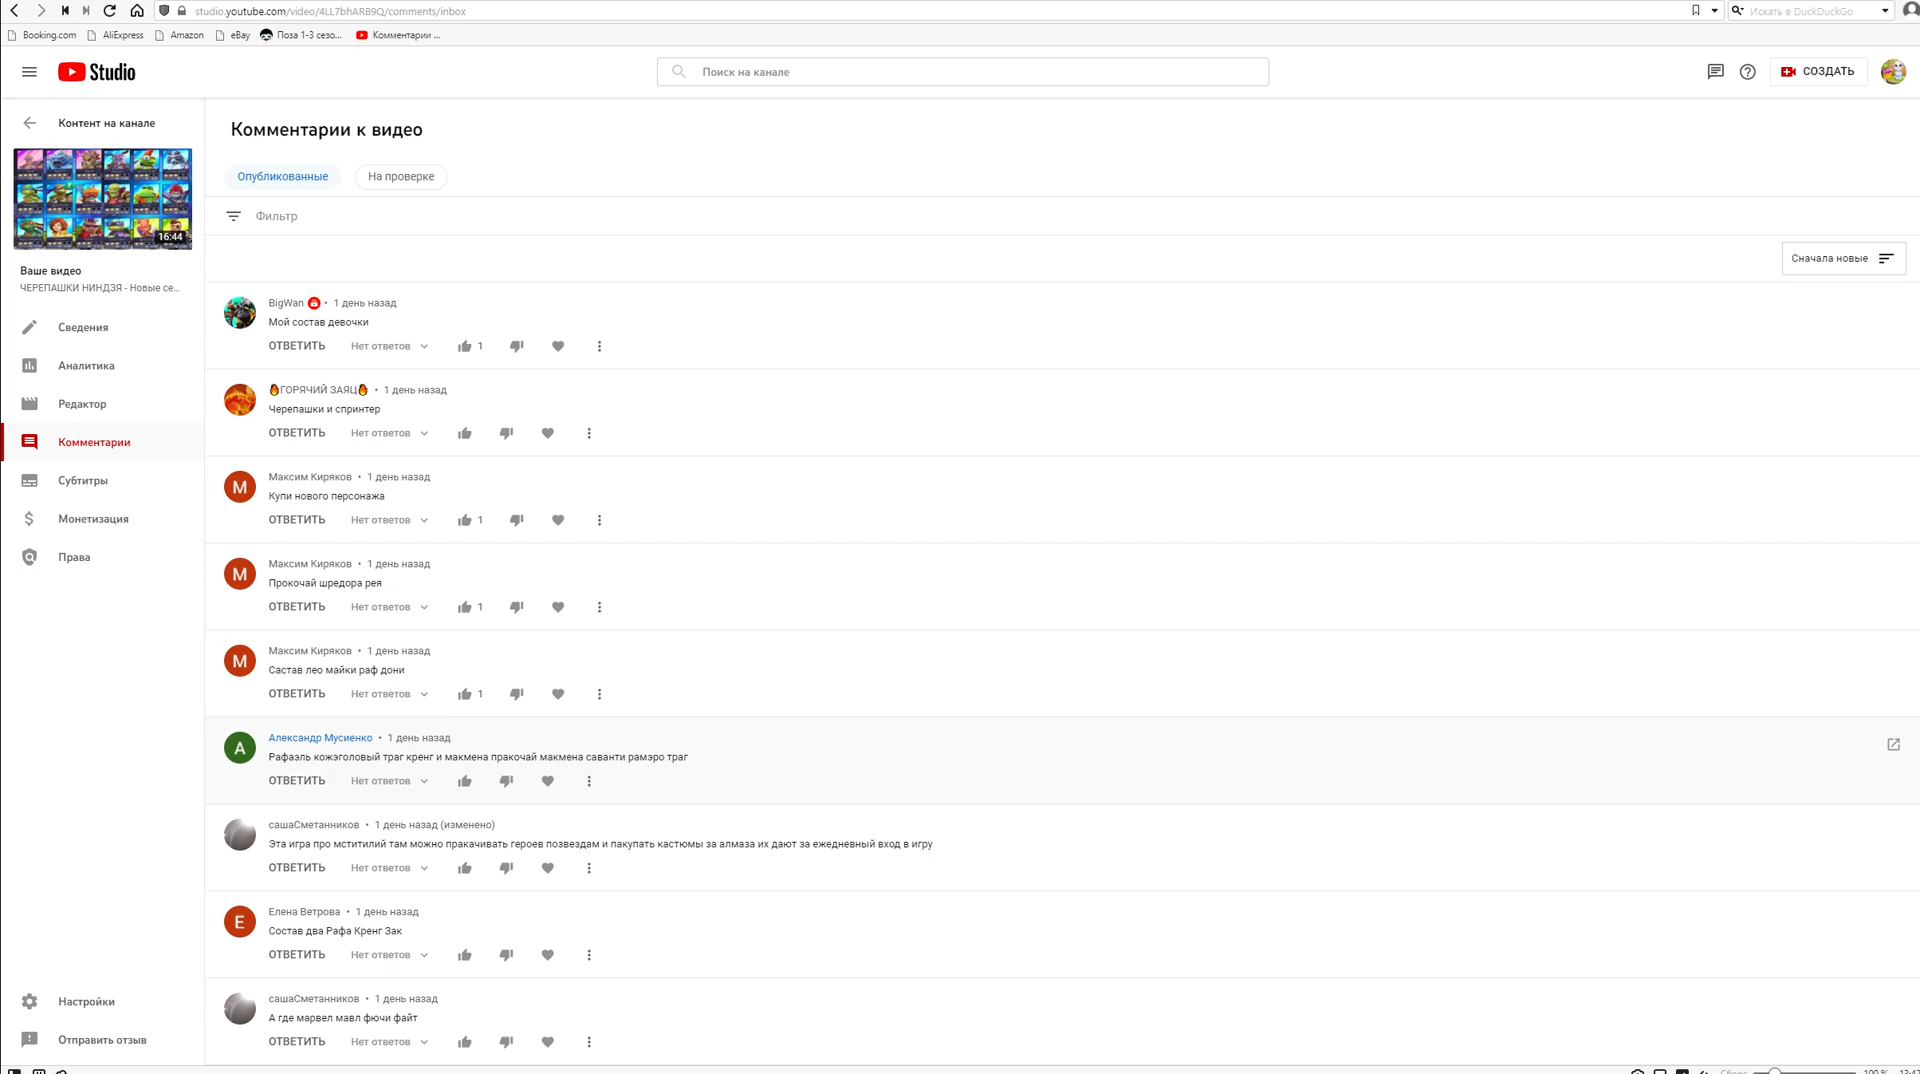 studio.youtube.com/video/4LL7bhARB9Q/comments/inbox
Искать в DuckDuckGo
Booking.com
AliExpress
Amazon
eBay
Поза 1-3 сезо...
Комментарии ...
Studio
Поиск на канале
СОЗДАТЬ
Контент на канале
16:44
Ваше видео
ЧЕРЕПАШКИ НИНДЗЯ - Новые се...
Сведения
Аналитика
Редактор
Комментарии
Субтитры
Монетизация
Права
Настройки
Отправить отзыв
Комментарии к видео
Опубликованные
На проверке
Фильтр
Сначала новые
BigWan • 1 день назад
Мой состав девочки
ОТВЕТИТЬ Нет ответов 1
🔥ГОРЯЧИЙ ЗАЯЦ🔥 • 1 день назад
Черепашки и спринтер
ОТВЕТИТЬ Нет ответов
М
Максим Киряков • 1 день назад
Купи нового персонажа
ОТВЕТИТЬ Нет ответов 1
М
Максим Киряков • 1 день назад
Прокочай шредора рея
ОТВЕТИТЬ Нет ответов 1
М
Максим Киряков • 1 день назад
Састав лео майки раф дони
ОТВЕТИТЬ Нет ответов 1
А
Александр Мусиенко • 1 день назад
Рафаэль кожэголовый траг кренг и макмена пракочай макмена саванти рамэро траг
ОТВЕТИТЬ Нет ответов
сашаСметанников • 1 день назад (изменено)
Эта игра про мститилий там можно пракачивать героев позвездам и пакупать кастюмы за алмаза их дают за ежедневный вход в игру
ОТВЕТИТЬ Нет ответов
Е
Елена Ветрова • 1 день назад
Состав два Рафа Кренг Зак
ОТВЕТИТЬ Нет ответов
сашаСметанников • 1 день назад
А где марвел мавл фючи файт
ОТВЕТИТЬ Нет ответов
Сброс
100 %